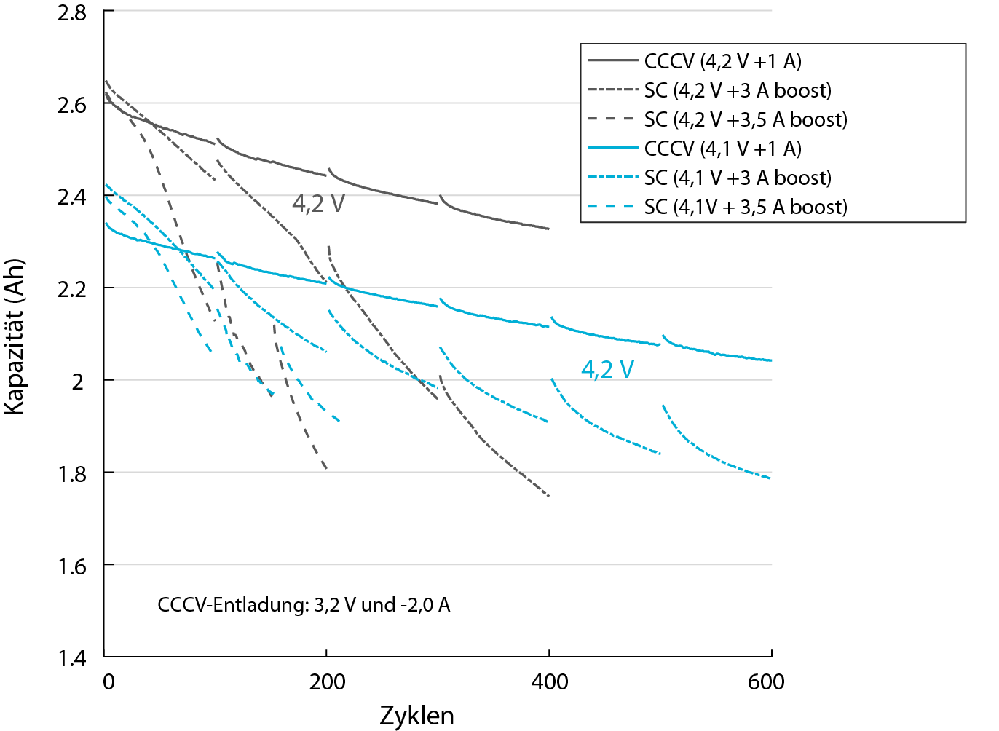 2.8
2.6
2.4
2.2
2
1.8
1.6
1.4
Kapazität (Ah)
0
200
400
600
Zyklen
CCCV (4,2 V +1 A)
SC (4,2 V +3 A boost)
SC (4,2 V +3,5 A boost)
CCCV (4,1 V +1 A)
SC (4,1 V +3 A boost)
SC (4,1V + 3,5 A boost)
4,2 V
4,2 V
CCCV-Entladung: 3,2 V und -2,0 A